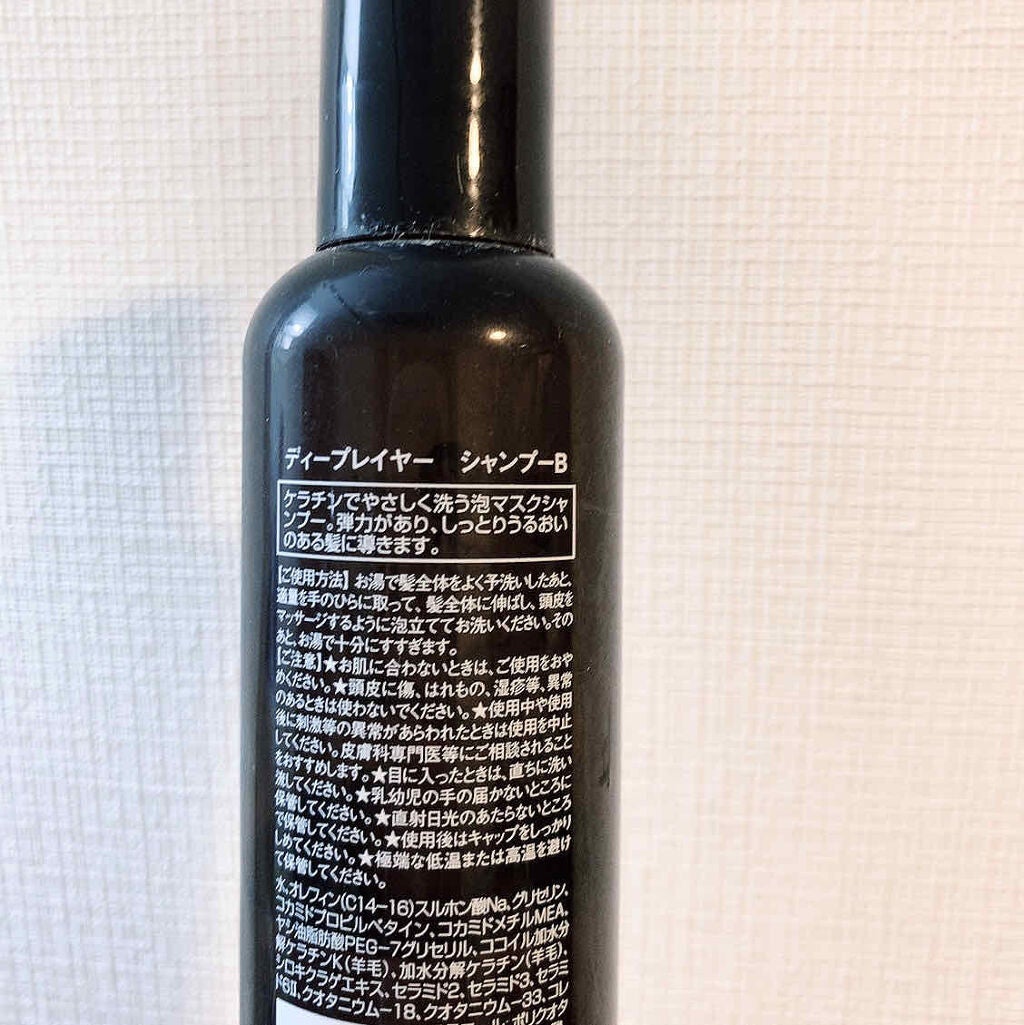 ディープレイヤー　シャンプーB
ケラチンでやさしく洗う泡マスクシャ
ンプー。弾力があり、しっとりうるおい
のある髪に導きます。
【ご使用方法】お湯で髪全体をよく予洗いしたあと、
適量を手のひらに取って、髪全体に伸ばし、頭皮を
マッサージするように泡立ててお洗いください。その
あと、お湯で十分にすすぎます。
【ご注意】★お肌に合わないときは、ご使用をおや
めください。★頭皮に傷、はれもの、湿疹等、異常
のあるときは使わないでください。★使用中や使用
後に刺激等の異常があらわれたときは使用を中止
してください。皮膚科専門医等にご相談されること
をおすすめします。★目に入ったときは、直ちに洗い
流してください。★乳幼児の手の届かないところに
保管してください。★直射日光のあたらないところ
で保管してください。★使用後はキャップをしっかり
しめてください。★極端な低温または高温を避け
て保管してください。
水、オレフィン(C14−16)スルホン酸Na、グリセリン、
コカミドプロピルベタイン、コカミドメチルMEA、
ヤシ油脂肪酸PEG−7グリセリル、ココイル加水分
解ケラチンK(羊毛)、加水分解ケラチン(羊毛)、
シロキクラゲエキス、セラミド2、セラミド3、セラミ
ド6II、クオタニウム−18、クオタニウム−33、コレ
ポリクオタ